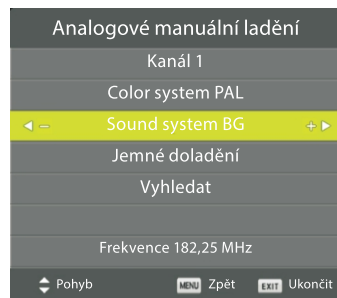 Analogové manuální ladění
Kanál 1
Color system PAL
− Sound system BG +
Jemné doladění
Vyhledat
Frekvence 182,25 MHz
Pohyb MENU Zpět EXIT Ukončit